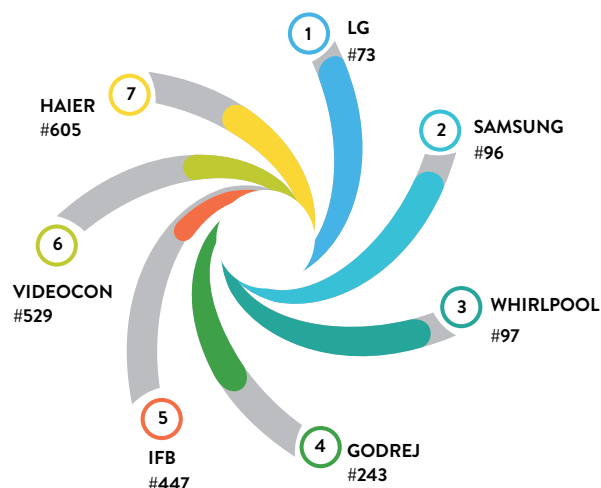 1
LG
#73
2
SAMSUNG
#96
3
WHIRLPOOL
#97
4
GODREJ
#243
5
IFB
#447
6
VIDEOCON
#529
7
HAIER
#605